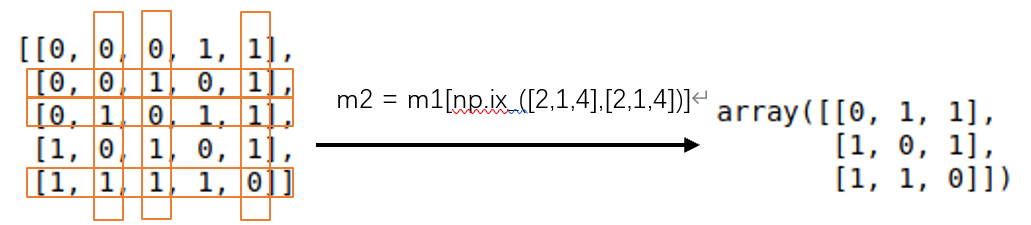 [[0, 0, 0, 1, 1],
[0, 0, 1, 0, 1],
[0, 1, 0, 1, 1],
[1, 0, 1, 0, 1],
[1, 1, 1, 1, 0]]
m2 = m1[np.ix_([2,1,4],[2,1,4])]↵
array([[0, 1, 1],
[1, 0, 1],
[1, 1, 0]])